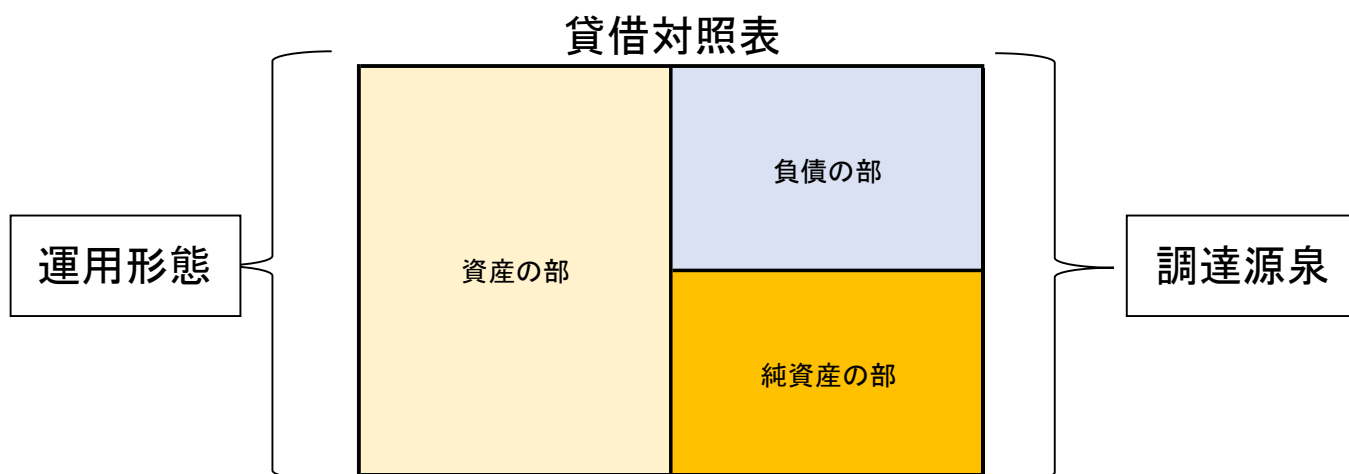 貸借対照表
運用形態
資産の部
負債の部
純資産の部
調達源泉